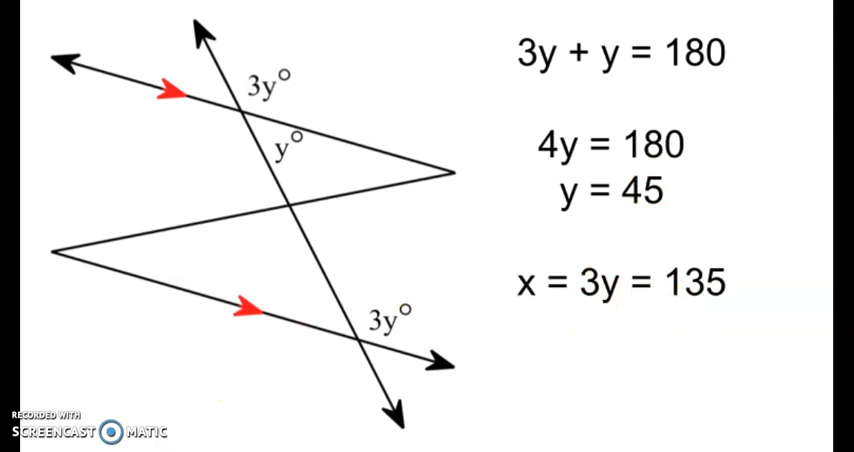 3y°
3y + y = 180
y°
4y = 180
y = 45
x = 3y = 135
3y°
RECORDED WITH
SCREENCAST MATIC